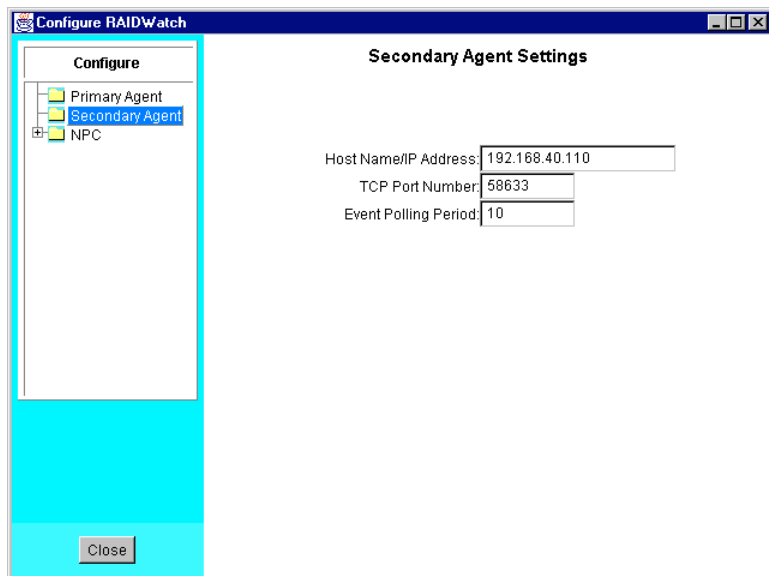 Configure RAIDWatch
Configure
Primary Agent
Secondary Agent
NPC
Close
Secondary Agent Settings
Host Name/IP Address: 192.168.40.110
TCP Port Number: 58633
Event Polling Period: 10